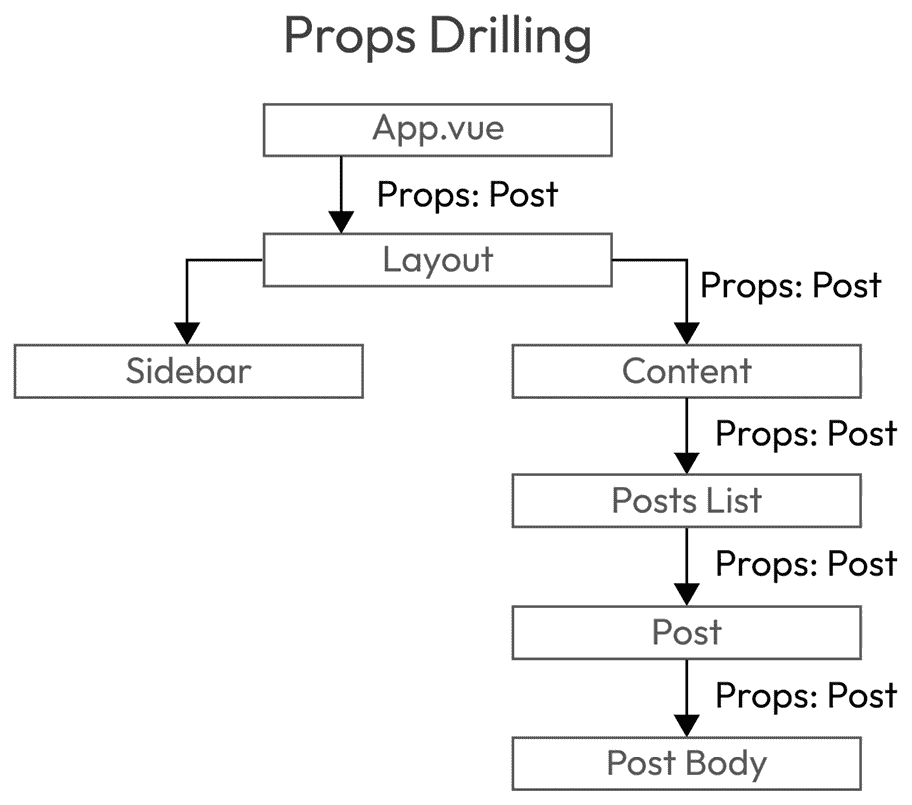 Props Drilling
App.vue
Props: Post
Layout
Props: Post
Sidebar
Content
Props: Post
Posts List
Props: Post
Post
Props: Post
Post Body